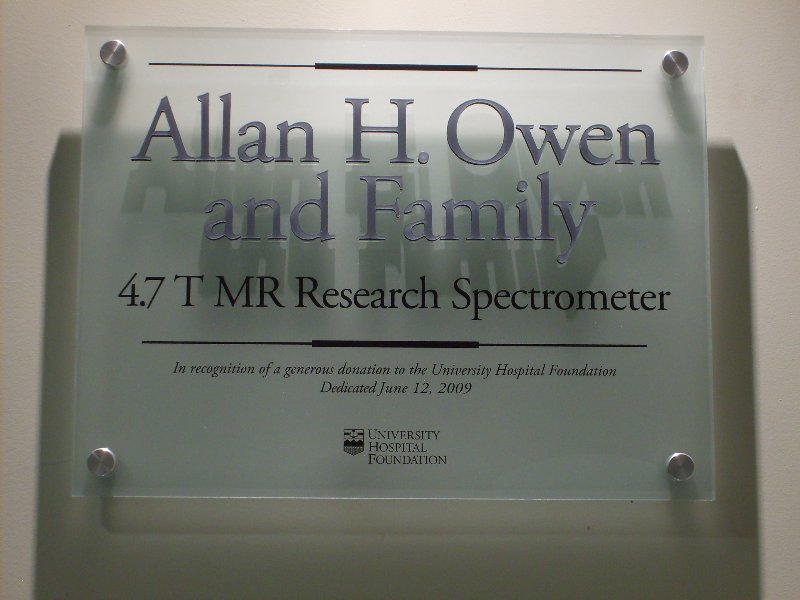 Allan H. Owen
and Family
4.7 T MR Research Spectrometer
In recognition of a generous donation to the University Hospital Foundation
Dedicated June 12, 2009
University
Hospital
Foundation